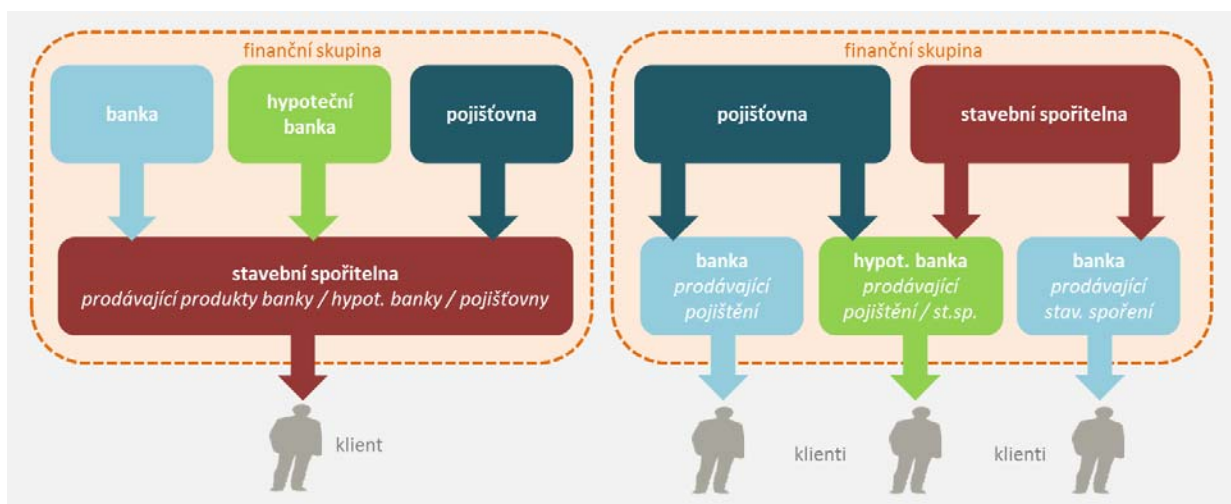 finanční skupina
banka
hypoteční
banka
pojišťovna
stavební spořitelna
prodávající produkty banky / hypot. banky / pojišťovny
klient
finanční skupina
pojišťovna
stavební spořitelna
banka
prodávající
pojištění
hypot. banka
prodávající
pojištění / st.sp.
banka
prodávající
stav. spoření
klienti
klienti